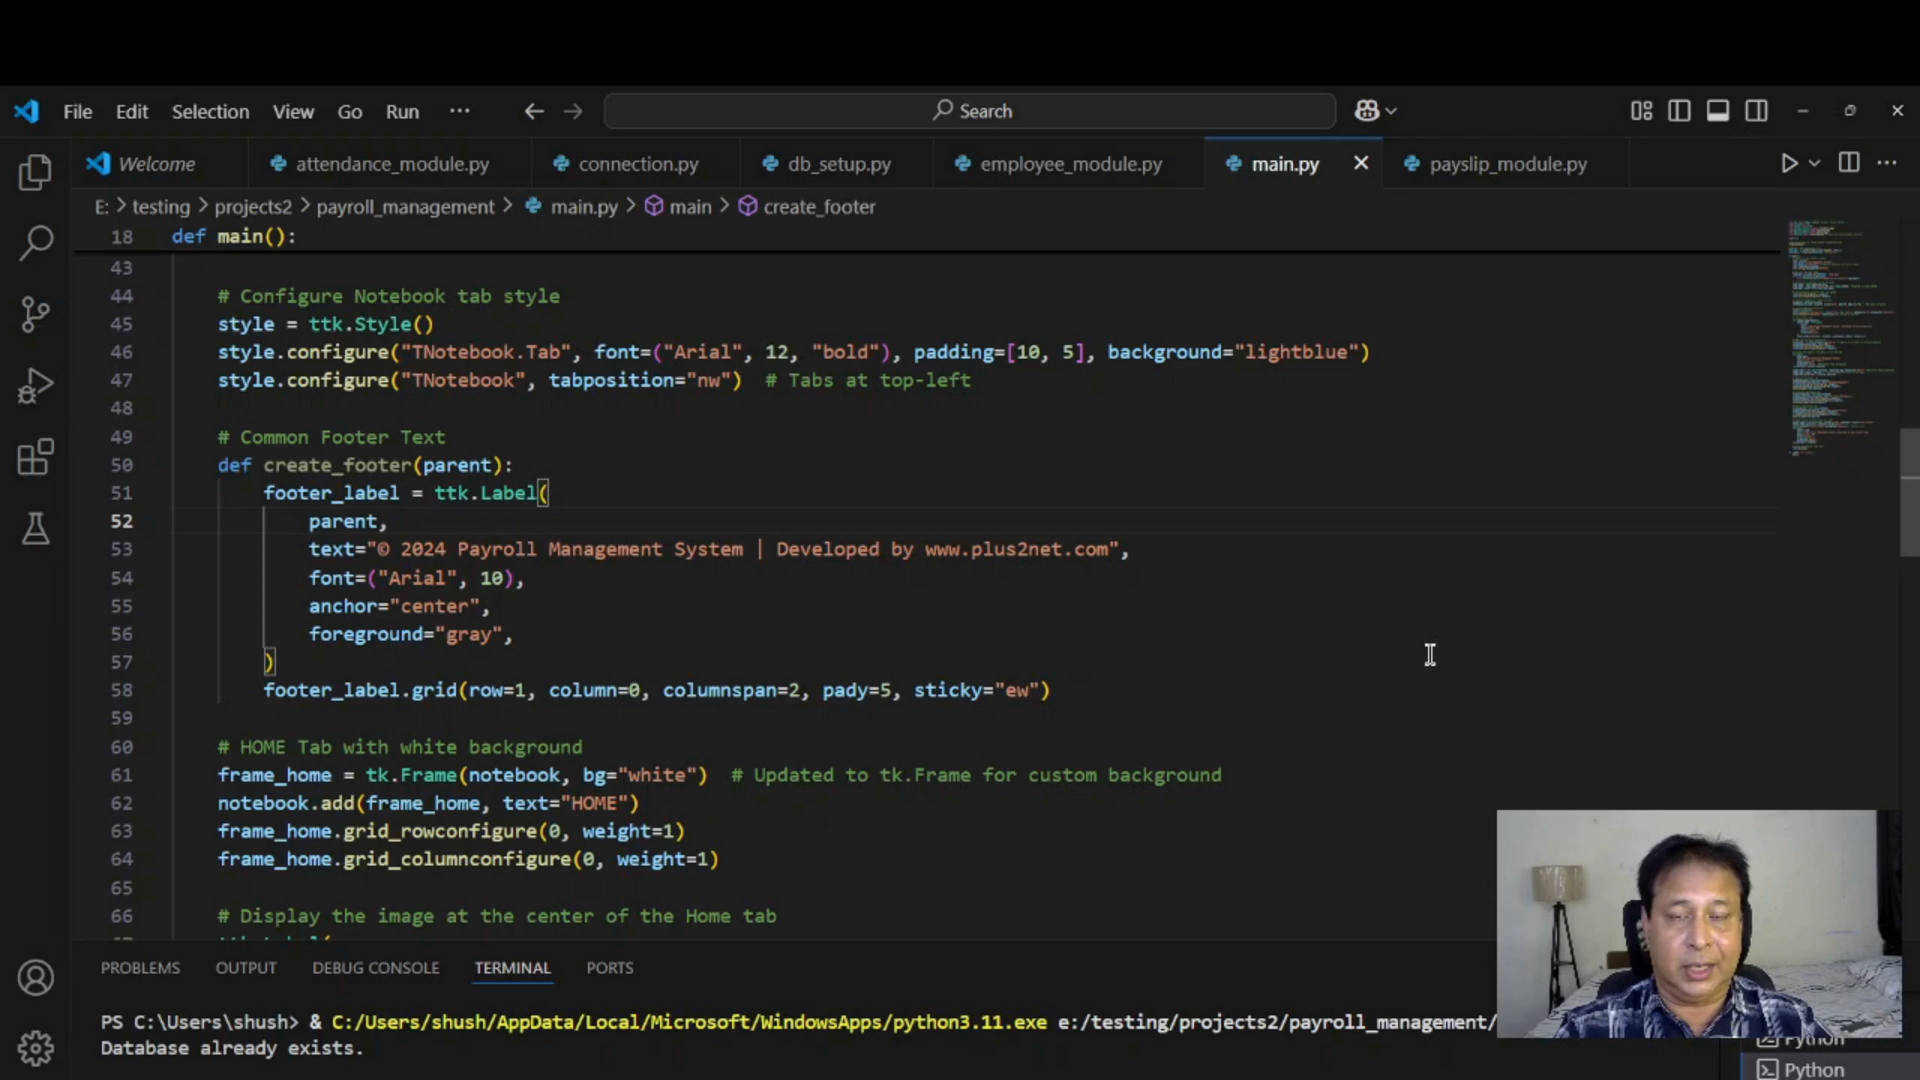 File Edit Selection View Go Run ··· Search
Welcome attendance_module.py connection.py db_setup.py employee_module.py main.py payslip_module.py
E: > testing > projects2 > payroll_management > main.py > main > create_footer
18 def main():
43
44 # Configure Notebook tab style
45 style = ttk.Style()
46 style.configure("TNotebook.Tab", font=("Arial", 12, "bold"), padding=[10, 5], background="lightblue")
47 style.configure("TNotebook", tabposition="nw") # Tabs at top-left
48
49 # Common Footer Text
50 def create_footer(parent):
51 footer_label = ttk.Label(
52 parent,
53 text="© 2024 Payroll Management System | Developed by www.plus2net.com",
54 font=("Arial", 10),
55 anchor="center",
56 foreground="gray",
57 )
58 footer_label.grid(row=1, column=0, columnspan=2, pady=5, sticky="ew")
59
60 # HOME Tab with white background
61 frame_home = tk.Frame(notebook, bg="white") # Updated to tk.Frame for custom background
62 notebook.add(frame_home, text="HOME")
63 frame_home.grid_rowconfigure(0, weight=1)
64 frame_home.grid_columnconfigure(0, weight=1)
65
66 # Display the image at the center of the Home tab
PROBLEMS OUTPUT DEBUG CONSOLE TERMINAL PORTS
PS C:\Users\shush> & C:/Users/shush/AppData/Local/Microsoft/WindowsApps/python3.11.exe e:/testing/projects2/payroll_management/
Database already exists.
Python
Python